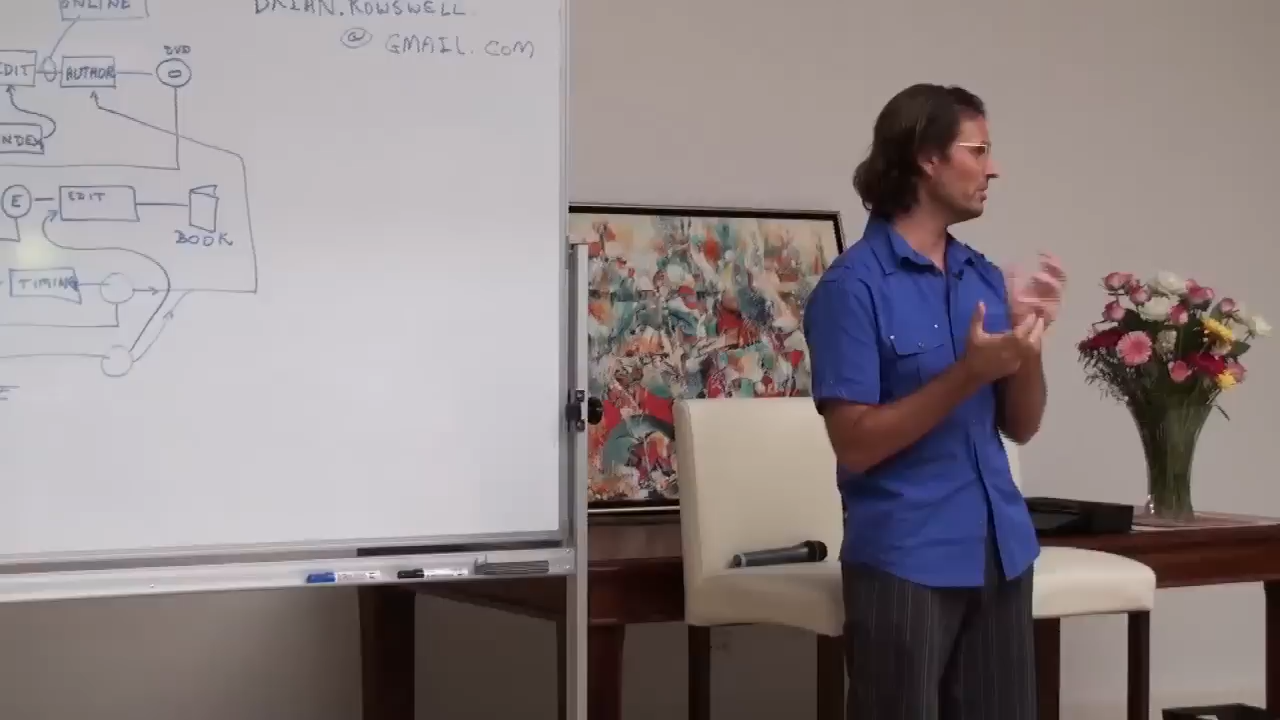 ONLINE
BRIAN.ROWSWELL
@ GMAIL.COM
DVD
EDIT
AUTHOR
INDEX
E
EDIT
BOOK
TIMING
E